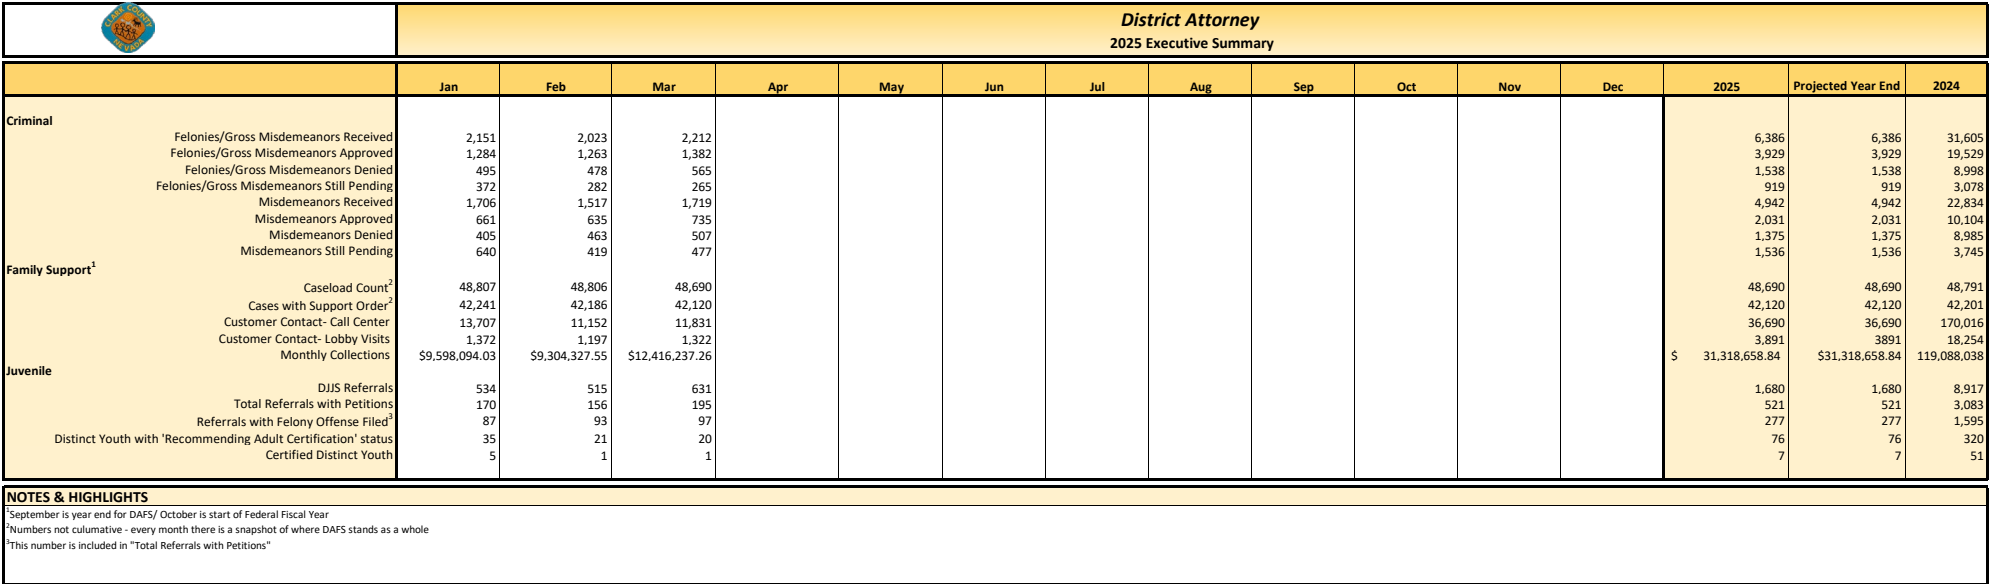 CLARK COUNTY
NEVADA
District Attorney
2025 Executive Summary
Jan Feb Mar Apr May Jun Jul Aug Sep Oct Nov Dec 2025 Projected Year End 2024
Criminal
Felonies/Gross Misdemeanors Received 2,151 2,023 2,212 6,386 6,386 31,605
Felonies/Gross Misdemeanors Approved 1,284 1,263 1,382 3,929 3,929 19,529
Felonies/Gross Misdemeanors Denied 495 478 565 1,538 1,538 8,998
Felonies/Gross Misdemeanors Still Pending 372 282 265 919 919 3,078
Misdemeanors Received 1,706 1,517 1,719 4,942 4,942 22,834
Misdemeanors Approved 661 635 735 2,031 2,031 10,104
Misdemeanors Denied 405 463 507 1,375 1,375 8,985
Misdemeanors Still Pending 640 419 477 1,536 1,536 3,745
Family Support¹
Caseload Count² 48,807 48,806 48,690 48,690 48,690 48,791
Cases with Support Order² 42,241 42,186 42,120 42,120 42,120 42,201
Customer Contact- Call Center 13,707 11,152 11,831 36,690 36,690 170,016
Customer Contact- Lobby Visits 1,372 1,197 1,322 3,891 3891 18,254
Monthly Collections $9,598,094.03 $9,304,327.55 $12,416,237.26 $ 31,318,658.84 $31,318,658.84 119,088,038
Juvenile
DJJS Referrals 534 515 631 1,680 1,680 8,917
Total Referrals with Petitions 170 156 195 521 521 3,083
Referrals with Felony Offense Filed³ 87 93 97 277 277 1,595
Distinct Youth with 'Recommending Adult Certification' status 35 21 20 76 76 320
Certified Distinct Youth 5 1 1 7 7 51
NOTES & HIGHLIGHTS
¹September is year end for DAFS/ October is start of Federal Fiscal Year
²Numbers not culumative - every month there is a snapshot of where DAFS stands as a whole
³This number is included in "Total Referrals with Petitions"